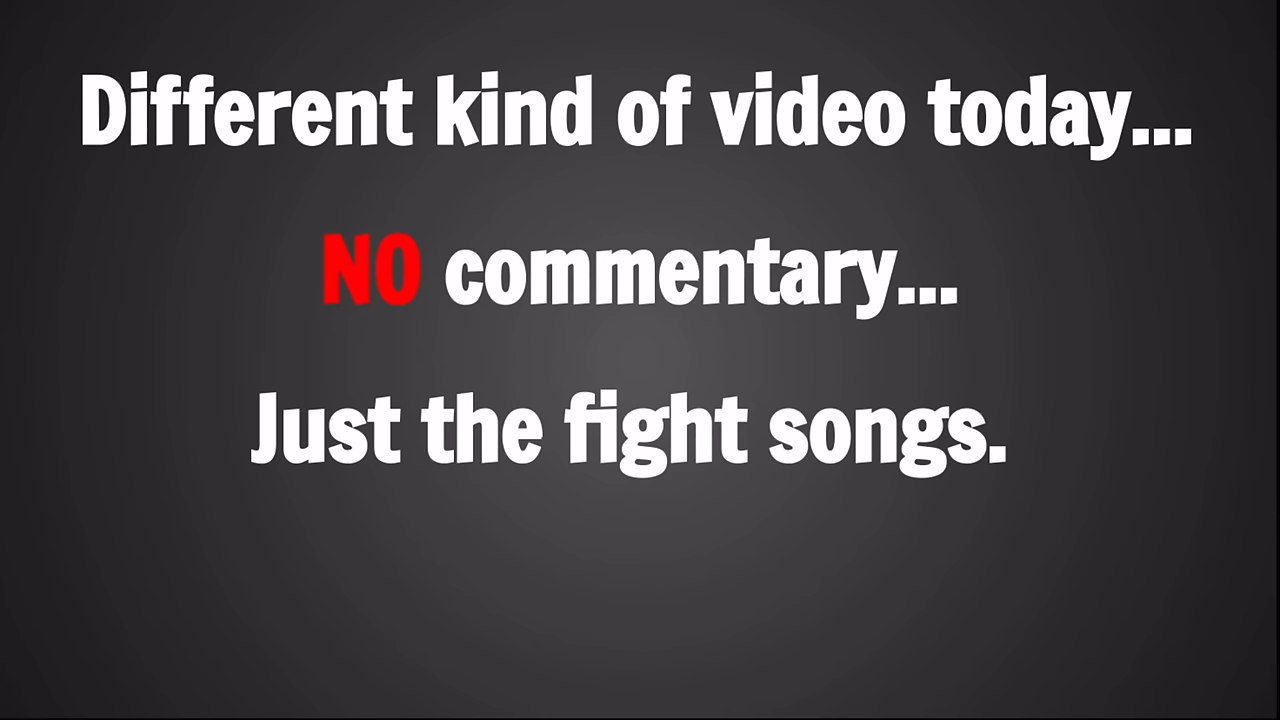 Different kind of video today...
NO commentary...
Just the fight songs.